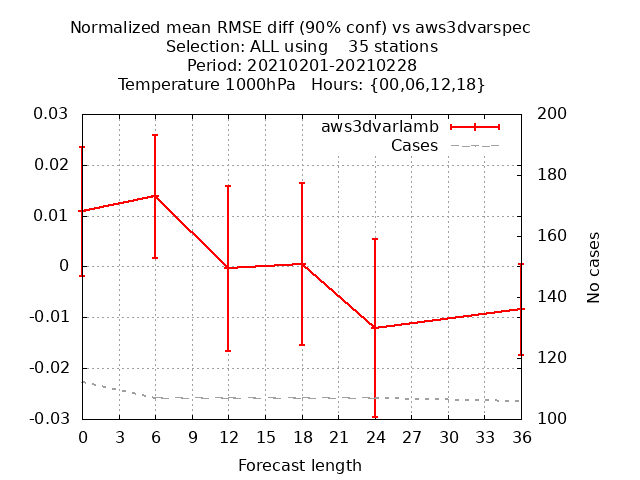 Normalized mean RMSE diff (90% conf) vs aws3dvarspec
Selection: ALL using    35 stations
Period: 20210201-20210228
Temperature 1000hPa   Hours: {00,06,12,18}
aws3dvarlamb
Cases
0.03
0.02
0.01
0
-0.01
-0.02
-0.03
200
180
160
140
120
100
No cases
0 3 6 9 12 15 18 21 24 27 30 33 36
Forecast length